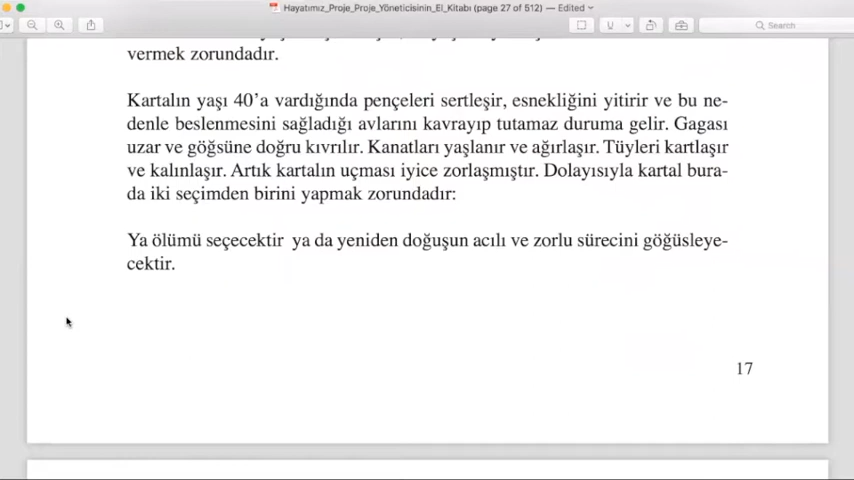 Hayatımız_Proje_Proje_Yöneticisinin_El_Kitabı (page 27 of 512) — Edited
Search
vermek zorundadır.
Kartalın yaşı 40’a vardığında pençeleri sertleşir, esnekliğini yitirir ve bu ne-
denle beslenmesini sağladığı avlarını kavrayıp tutamaz duruma gelir. Gagası
uzar ve göğsüne doğru kıvrılır. Kanatları yaşlanır ve ağırlaşır. Tüyleri kartlaşır
ve kalınlaşır. Artık kartalın uçması iyice zorlaşmıştır. Dolayısıyla kartal bura-
da iki seçimden birini yapmak zorundadır:
Ya ölümü seçecektir ya da yeniden doğuşun acılı ve zorlu sürecini göğüsleye-
cektir.
17